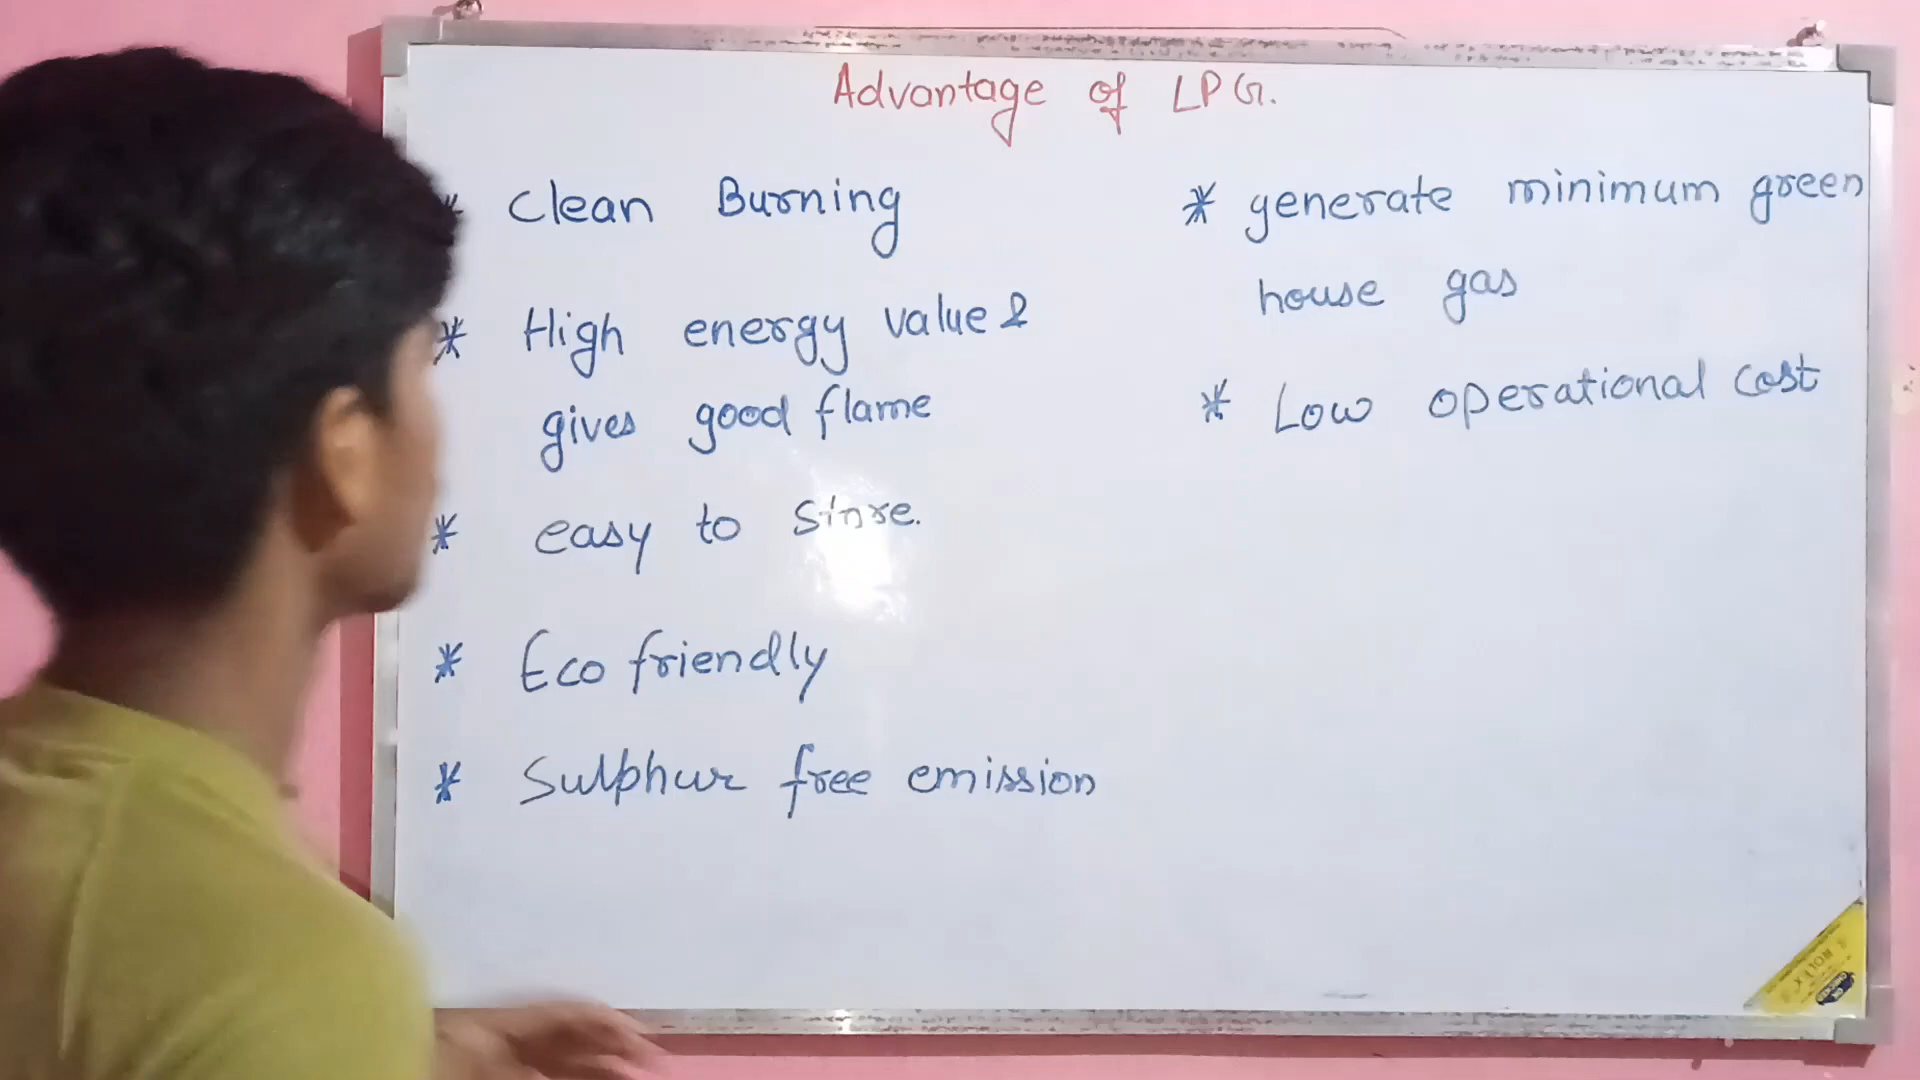 Advantage of LPG.
* Clean Burning
* High energy value &
gives good flame
* easy to store.
* Eco friendly
* Sulphur free emission
* generate minimum green
house gas
* Low operational cost